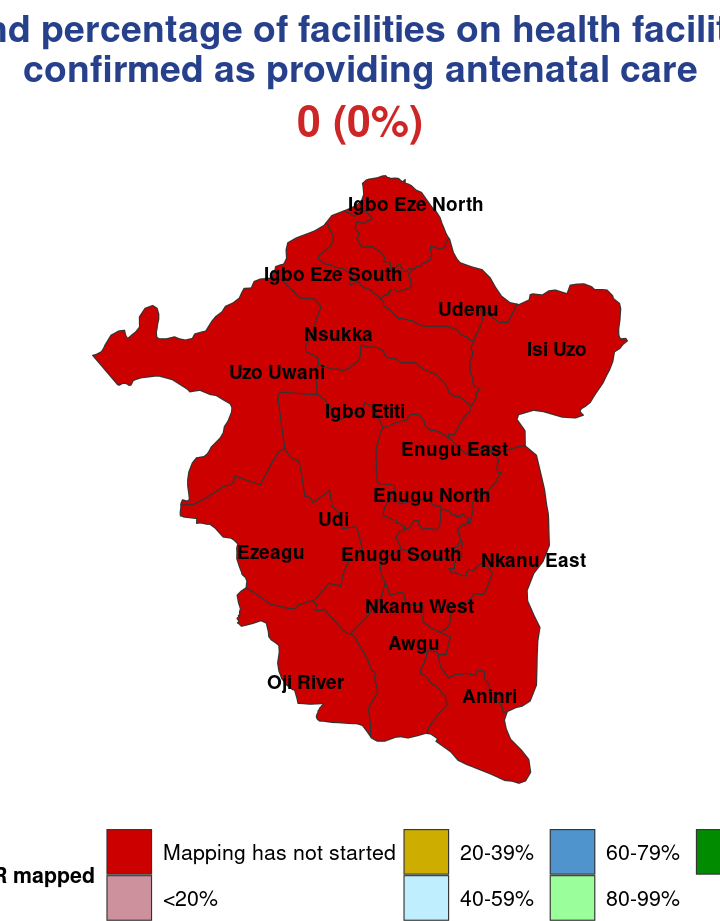 nd percentage of facilities on health facilit
confirmed as providing antenatal care
0 (0%)
Igbo Eze North
Igbo Eze South
Udenu
Nsukka
Isi Uzo
Uzo Uwani
Igbo Etiti
Enugu East
Enugu North
Udi
Ezeagu
Enugu South
Nkanu East
Nkanu West
Awgu
Oji River
Aninri
R mapped
Mapping has not started
20-39%
60-79%
<20%
40-59%
80-99%